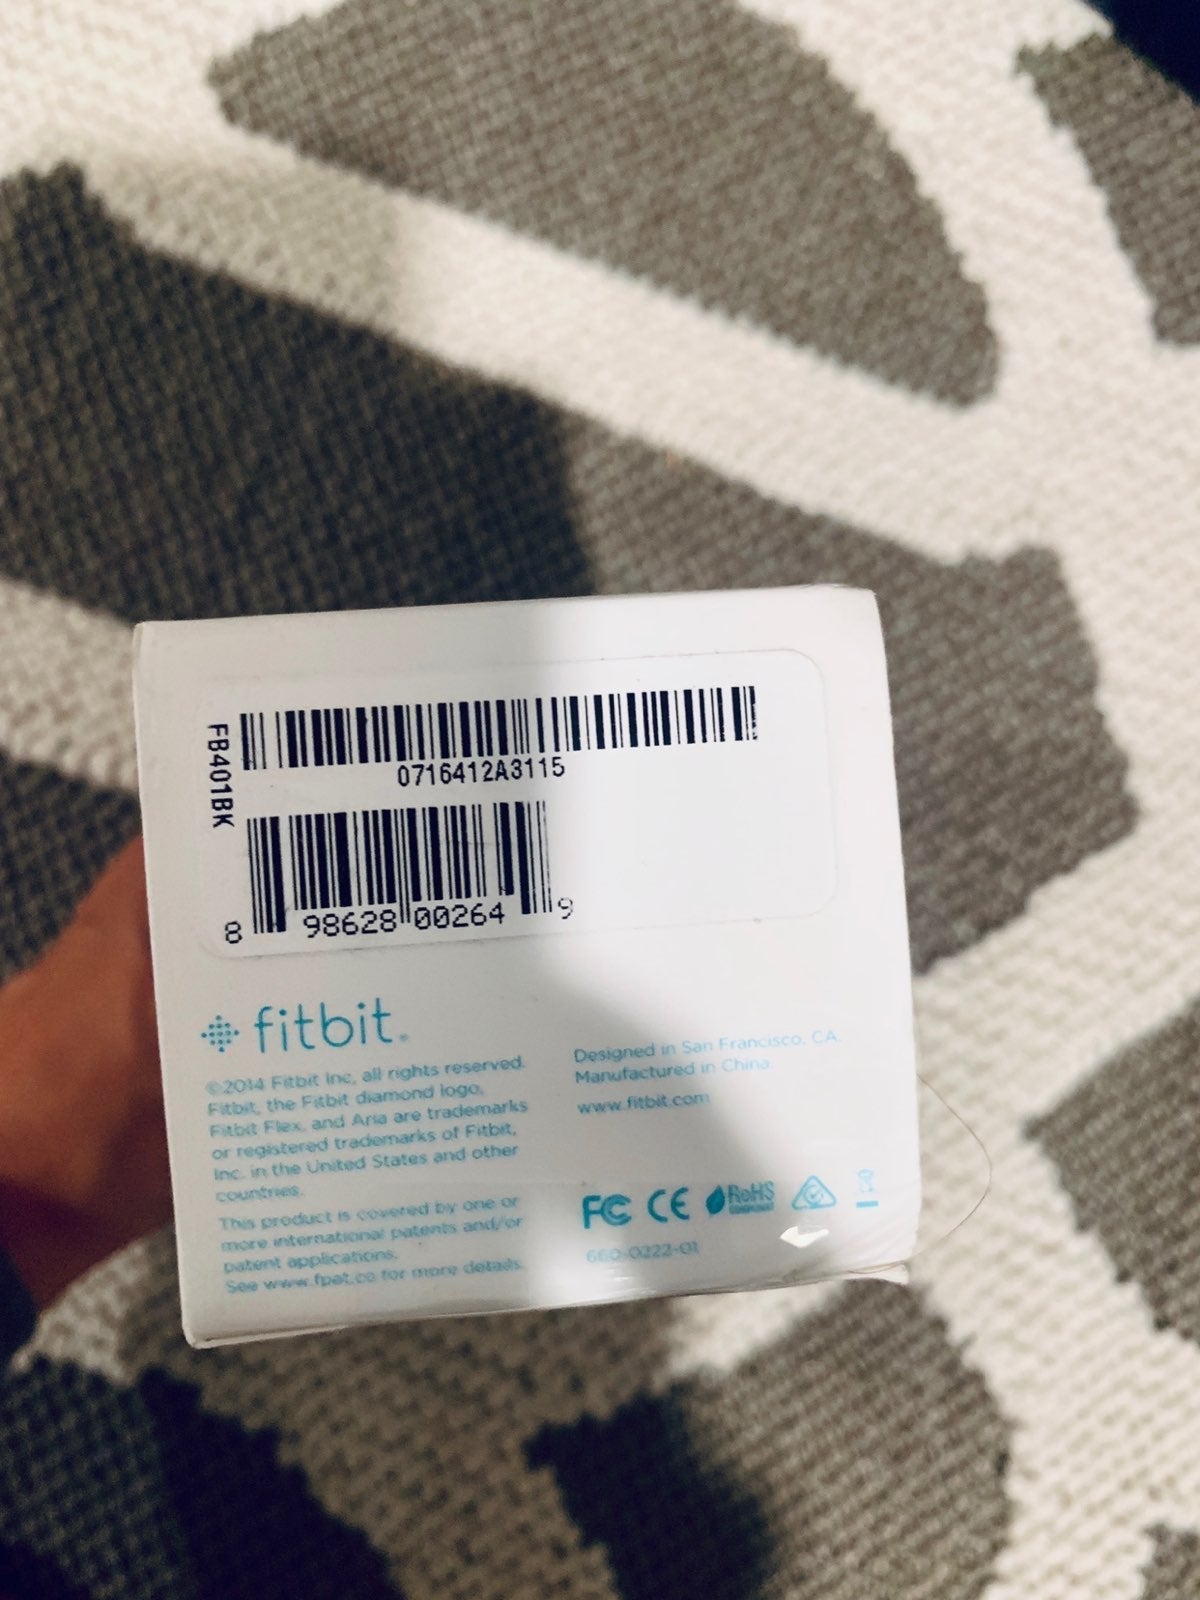 FB401BK
0716412A3115
8 98628 00264 9
fitbit®
©2014 Fitbit Inc, all rights reserved.
Fitbit, the Fitbit diamond logo,
Fitbit Flex, and Aria are trademarks
or registered trademarks of Fitbit,
Inc. in the United States and other
countries.
This product is covered by one or
more international patents and/or
patent applications.
See www.fpat.co for more details.
Designed in San Francisco, CA.
Manufactured in China.
www.fitbit.com
FC CE RoHS
COMPLIANT
660-0222-01